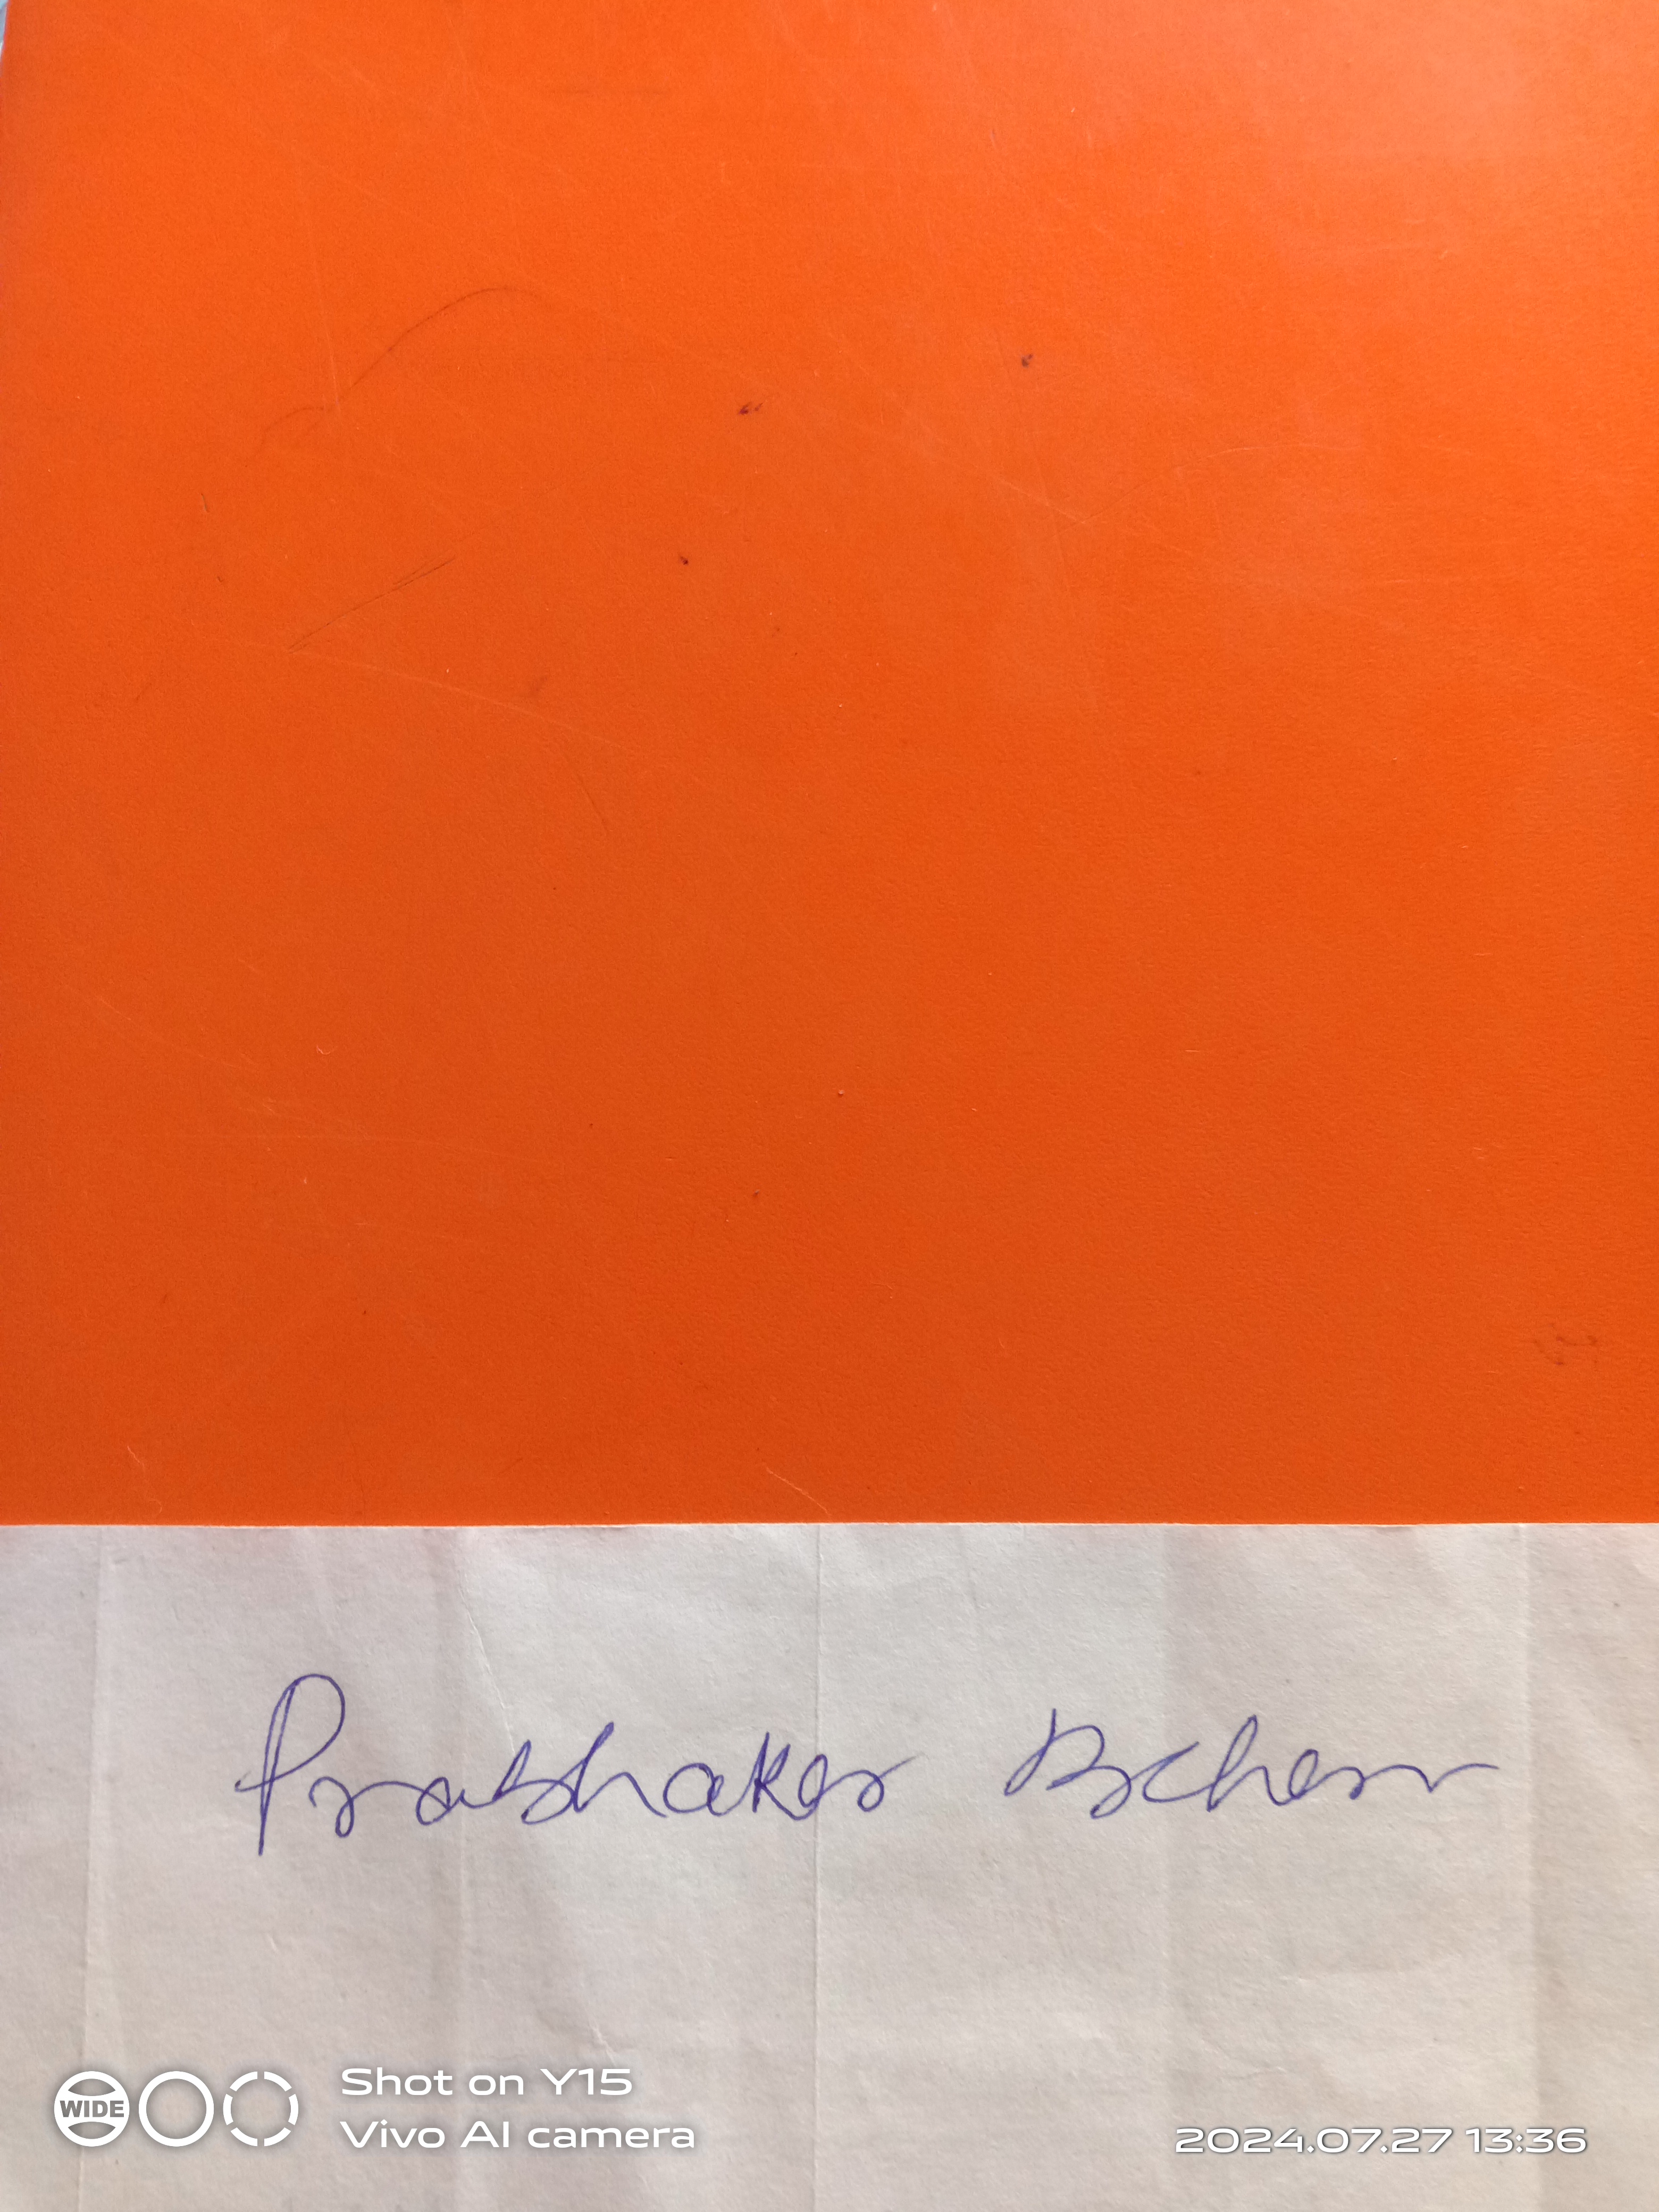 Prabhaker
WIDE
Shot on Y15
Vivo AI camera
2024.07.27 13:36